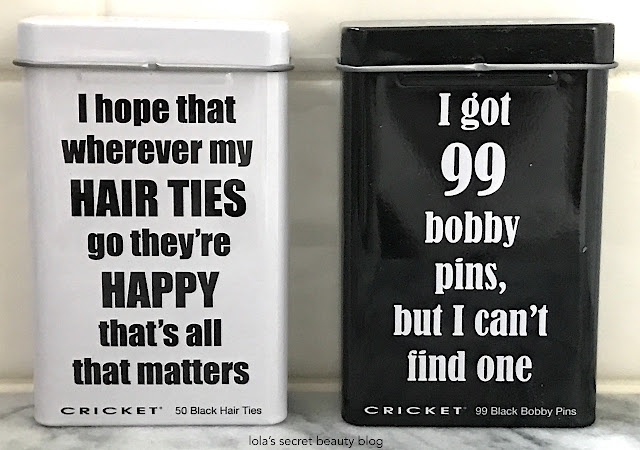 I hope that
wherever my
HAIR TIES
go they're
HAPPY
that's all
that matters
CRICKET® 50 Black Hair Ties
I got
99
bobby
pins,
but I can't
find one
CRICKET® 99 Black Bobby Pins
lola's secret beauty blog